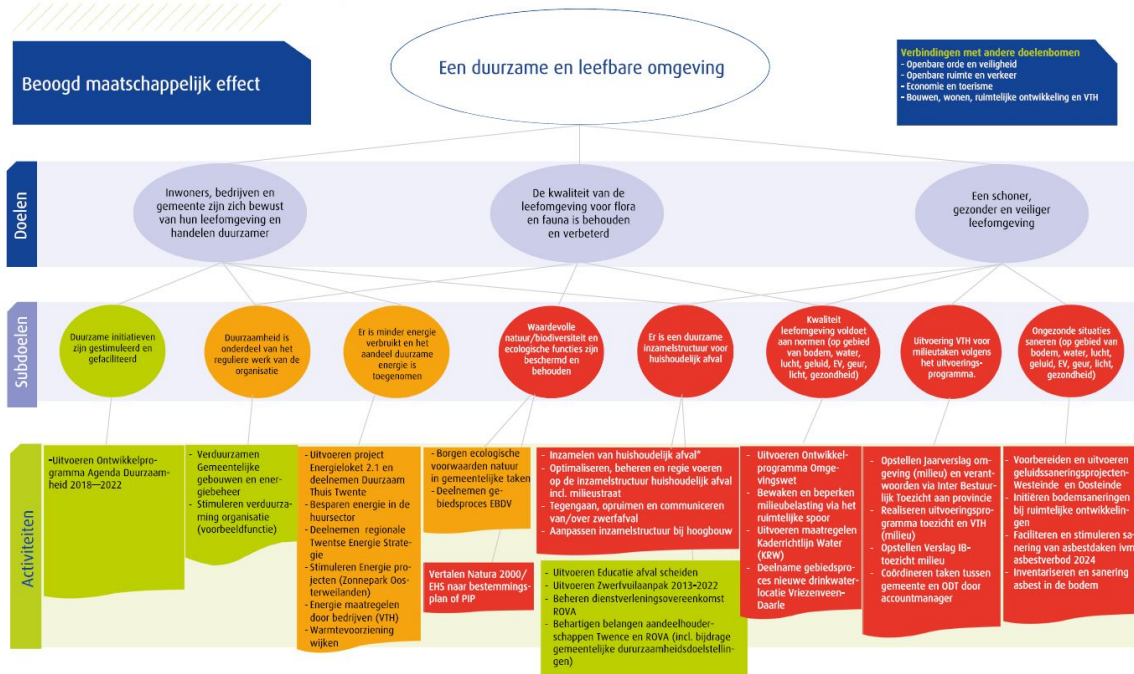 Beoogd maatschappelijk effect
Een duurzame en leefbare omgeving
Verbindingen met andere doelenbomen
- Openbare orde en veiligheid
- Openbare ruimte en verkeer
- Economie en toerisme
- Bouwen, wonen, ruimtelijke ontwikkeling en VTH
Doelen
Inwoners, bedrijven en
gemeente zijn zich bewust
van hun leefomgeving en
handelen duurzamer
De kwaliteit van de
leefomgeving voor flora
en fauna is behouden
en verbeterd
Een schoner,
gezonder en veiliger
leefomgeving
Subdoelen
Duurzame initiatieven
zijn gestimuleerd en
gefaciliteerd
Duurzaamheid is
onderdeel van het
reguliere werk van de
organisatie
Er is minder energie
verbruikt en het
aandeel duurzame
energie is
toegenomen
Waardevolle
natuur/biodiversiteit en
ecologische functies zijn
beschermd en
behouden
Er is een duurzame
inzamelstructuur voor
huishoudelijk afval
Kwaliteit
leefomgeving voldoet
aan normen (op gebied
van bodem, water,
lucht, geluid, EV, geur,
licht, gezondheid)
Uitvoering VTH voor
milieutaken volgens
het uitvoerings-
programma.
Ongezonde situaties
saneren (op gebied van
bodem, water, lucht,
geluid, EV, geur, licht,
gezondheid)
Activiteiten
-Uitvoeren Ontwikkelpro-
gramma Agenda Duurzaam-
heid 2018—2022
- Verduurzamen
Gemeentelijke
gebouwen en ener-
giebeheer
- Stimuleren verduurza-
ming organisatie
(voorbeeldfunctie)
- Uitvoeren project
Energieloket 2.1 en
deelnemen Duurzaam
Thuis Twente
- Besparen energie in de
huursector
- Deelnemen regionale
Twentse Energie Strate-
gie
- Stimuleren Energie pro-
jecten (Zonnepark Oos-
terweilanden)
- Energie maatregelen
door bedrijven (VTH)
- Warmtevoorziening
wijken
- Borgen ecologische
voorwaarden natuur
in gemeentelijke taken
- Deelnemen ge-
biedsproces EBDV
Vertalen Natura 2000/
EHS naar bestemmings-
plan of PIP
- Inzamelen van huishoudelijk afval*
- Optimaliseren, beheren en regie voeren
op de inzamelstructuur huishoudelijk afval
incl. milieustraat
- Tegengaan, opruimen en communiceren
van/over zwerfafval
- Aanpassen inzamelstructuur bij hoogbouw
- Uitvoeren Educatie afval scheiden
- Uitvoeren Zwerfvuilaanpak 2013-2022
- Beheren dienstverleningsovereenkomst
ROVA
- Behartigen belangen aandeelhouder-
schappen Twence en ROVA (incl. bijdrage
gemeentelijke dururzaamheidsdoelstel-
lingen)
- Uitvoeren Ontwikkel-
programma Omge-
vingswet
- Bewaken en beperken
milieubelasting via
het ruimtelijke spoor
- Uitvoeren maatregelen
Kaderrichtlijn Water
(KRW)
- Deelname gebiedspro-
ces nieuwe drinkwater-
locatie Vriezenveen-
Daarle
- Opstellen Jaarverslag om-
geving (milieu) en verant-
woorden via Inter Bestuur-
lijk Toezicht aan provincie
- Realiseren uitvoeringspro-
gramma toezicht en VTH
(milieu)
- Opstellen Verslag IB-
toezicht milieu
- Coördineren taken tussen
gemeente en ODT door
accountmanager
- Voorbereiden en uitvoeren
geluidssaneringsprojecten-
Westeinde en Oosteinde
- Initiëren bodemsaneringen
bij ruimtelijke ontwikkelin-
gen
- Faciliteren en stimuleren sa-
nering van asbestdaken ivm
asbestverbod 2024
- Inventariseren en sanering
asbest in de bodem